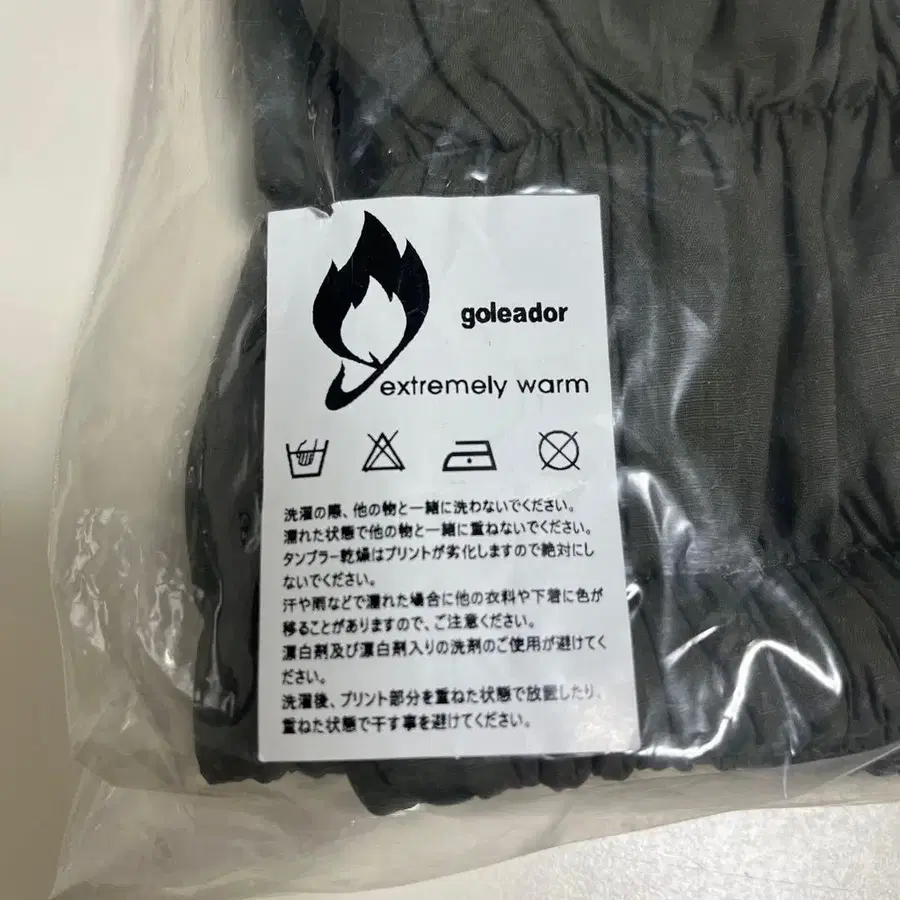 goleador
extremely warm
洗濯の際、他の物と一緒に洗わないでください。
濡れた状態で他の物と一緒に重ねないでください。
タンブラー乾燥はプリントが劣化しますので絶対にし
ないでください。
汗や雨などで濡れた場合に他の衣料や下着に色が
移ることがありますので、ご注意ください。
漂白剤及び漂白剤入りの洗剤のご使用が避けてく
ださい。
洗濯後、プリント部分を重ねた状態で放置したり、
重ねた状態で干す事を避けてください。